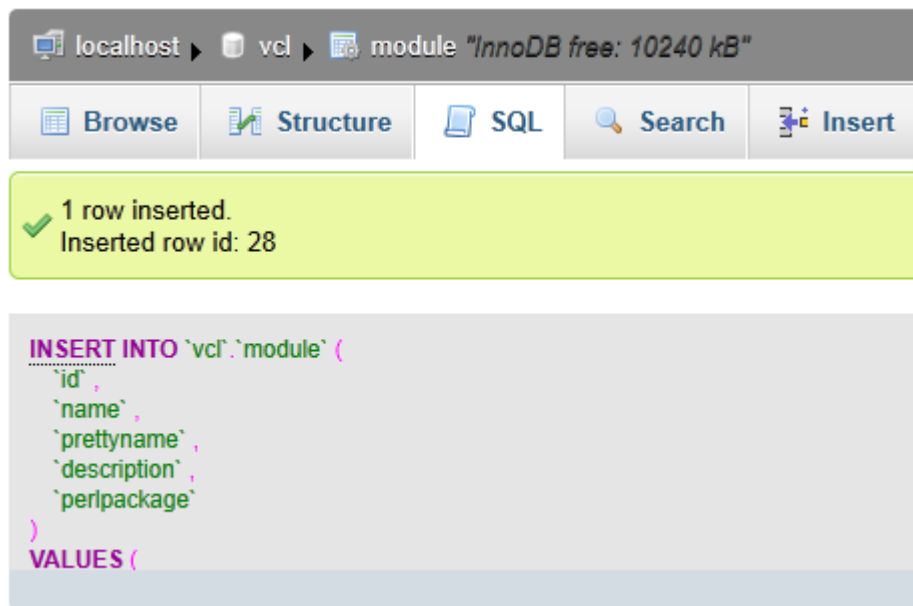 localhost ▸ vcl ▸ module "InnoDB free: 10240 kB"
Browse Structure SQL Search Insert
1 row inserted.
Inserted row id: 28
INSERT INTO `vcl`.`module` (
`id` ,
`name` ,
`prettyname` ,
`description` ,
`perlpackage`
)
VALUES (